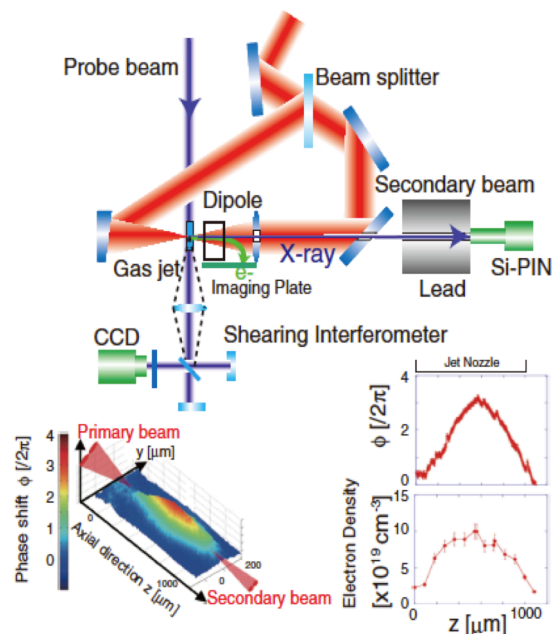 Probe beam
Beam splitter
Dipole
Secondary beam
Gas jet
e-
X-ray
Si-PIN
Imaging Plate
Lead
CCD
Shearing Interferometer
Jet Nozzle
Primary beam
Phase shift ϕ [/2π]
4
3
2
1
0
y [μm]
0
Axial direction z [μm]
1000
0
200
Secondary beam
ϕ [/2π]
4
2
0
Electron Density
[x10¹⁹ cm⁻³]
15
10
5
0
0
500
1000
z [μm]